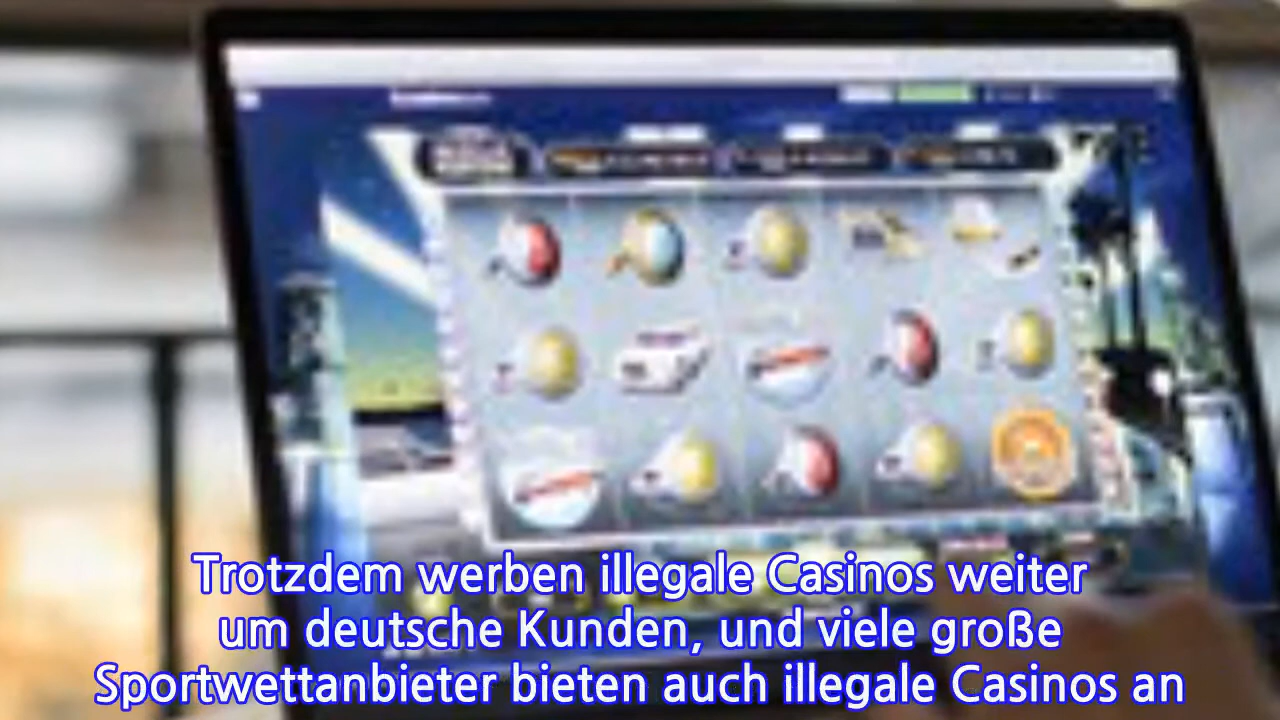 Trotzdem werben illegale Casinos weiter
um deutsche Kunden, und viele große
Sportwettanbieter bieten auch illegale Casinos an